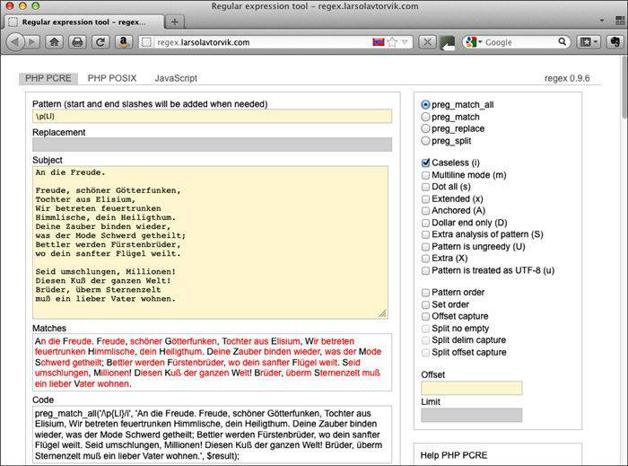 Regular expression tool – regex.larsolavtorvik.com
Regular expression tool – regex...
regex.larsolavtorvik.com
Google
PHP PCRE
PHP POSIX
JavaScript
regex 0.9.6
Pattern (start and end slashes will be added when needed)
\p{Ll}
Replacement
Subject
An die Freude.
Freude, schöner Götterfunken,
Tochter aus Elisium,
Wir betreten feuertrunken
Himmlische, dein Heiligthum.
Deine Zauber binden wieder,
was der Mode Schwerd getheilt;
Bettler werden Fürstenbrüder,
wo dein sanfter Flügel weilt.
Seid umschlungen, Millionen!
Diesen Kuß der ganzen Welt!
Brüder, überm Sternenzelt
muß ein lieber Vater wohnen.
Matches
An die Freude. Freude, schöner Götterfunken, Tochter aus Elisium, Wir betreten
feuertrunken Himmlische, dein Heiligthum. Deine Zauber binden wieder, was der Mode
Schwerd getheilt; Bettler werden Fürstenbrüder, wo dein sanfter Flügel weilt. Seid
umschlungen, Millionen! Diesen Kuß der ganzen Welt! Brüder, überm Sternenzelt muß
ein lieber Vater wohnen.
Code
preg_match_all('/\p{Ll}/i', 'An die Freude. Freude, schöner Götterfunken, Tochter aus
Elisium, Wir betreten feuertrunken Himmlische, dein Heiligthum. Deine Zauber binden
wieder, was der Mode Schwerd getheilt; Bettler werden Fürstenbrüder, wo dein sanfter
Flügel weilt. Seid umschlungen, Millionen! Diesen Kuß der ganzen Welt! Brüder, überm
Sternenzelt muß ein lieber Vater wohnen.', $result);
preg_match_all
preg_match
preg_replace
preg_split
Caseless (i)
Multiline mode (m)
Dot all (s)
Extended (x)
Anchored (A)
Dollar end only (D)
Extra analysis of pattern (S)
Pattern is ungreedy (U)
Extra (X)
Pattern is treated as UTF-8 (u)
Pattern order
Set order
Offset capture
Split no empty
Split delim capture
Split offset capture
Offset
Limit
Help PHP PCRE